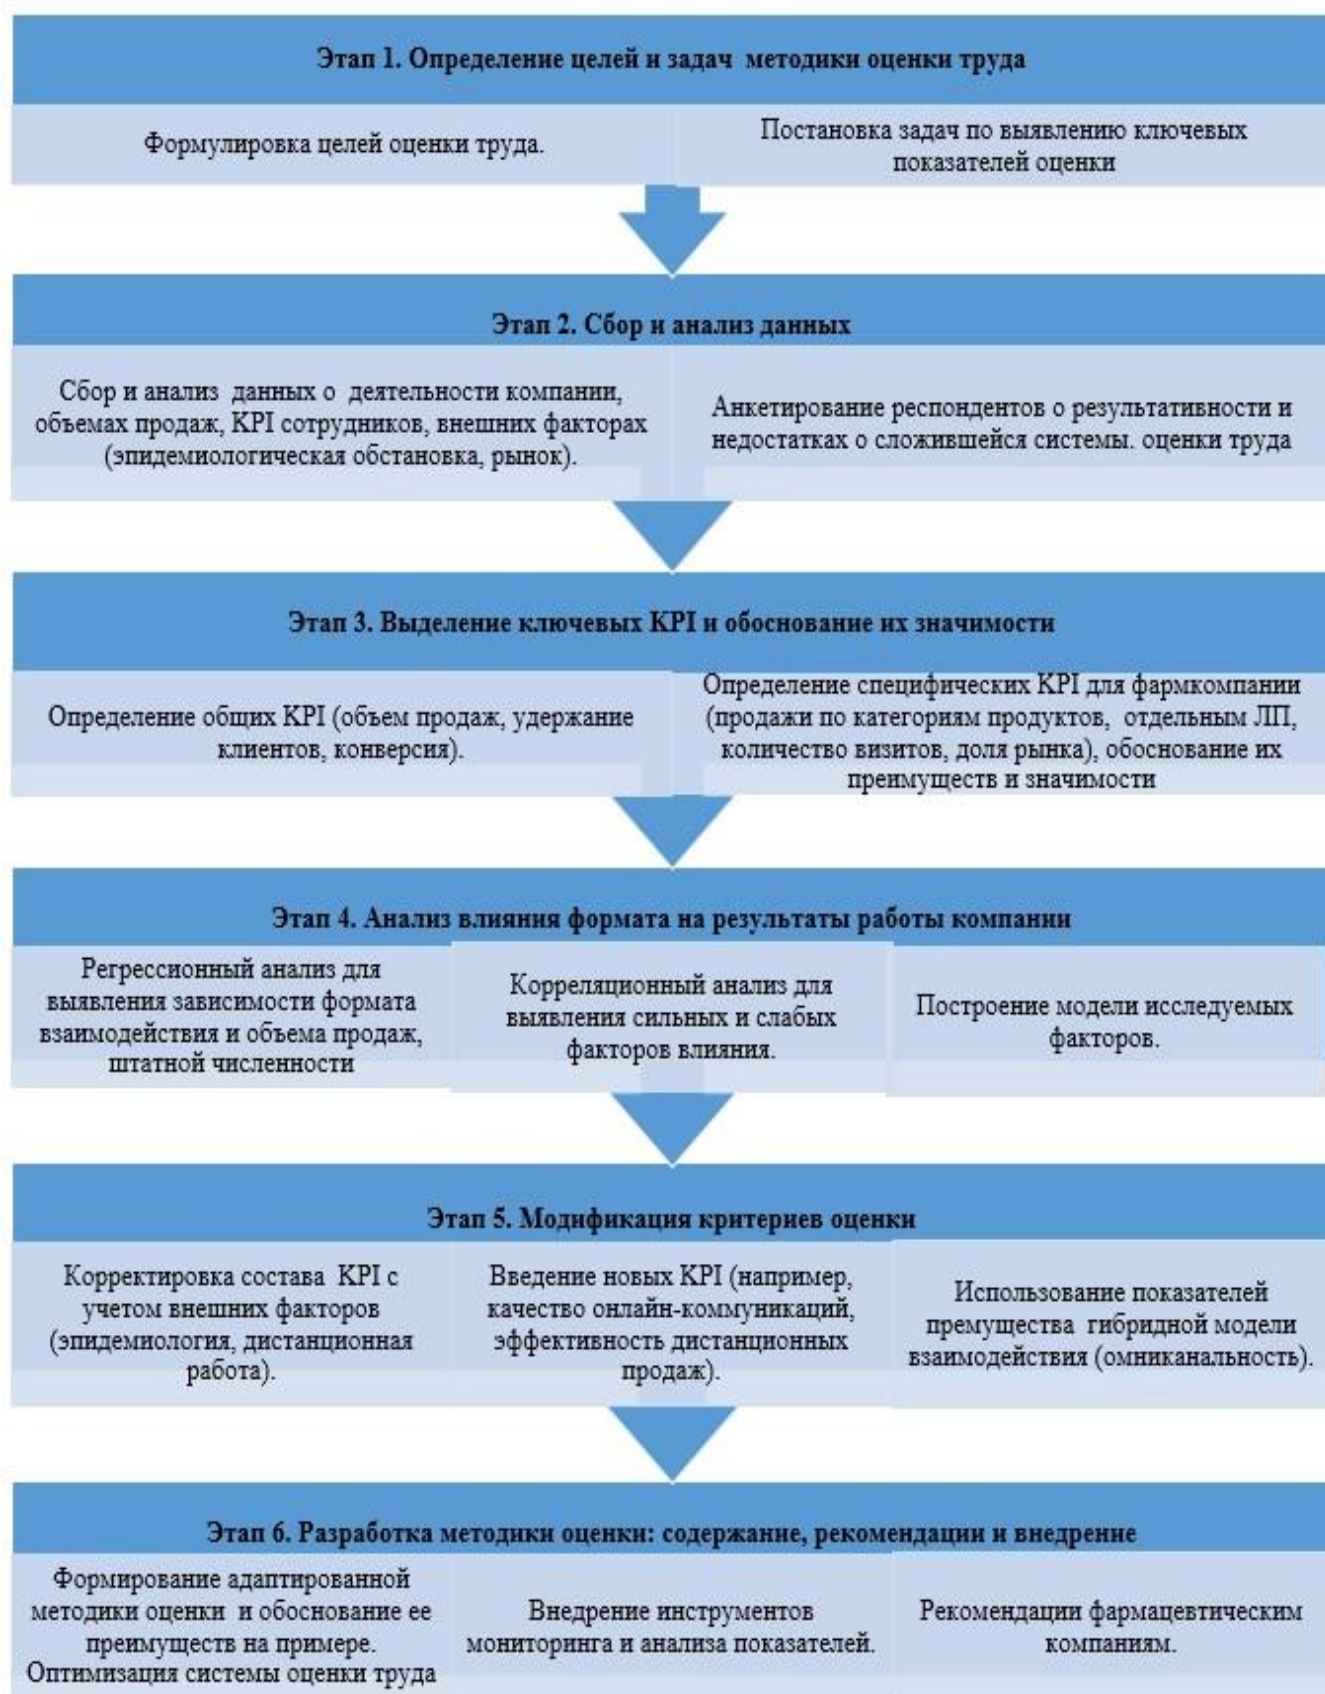 Этап 1. Определение целей и задач методики оценки труда
Формулировка целей оценки труда.
Постановка задач по выявлению ключевых
показателей оценки
Этап 2. Сбор и анализ данных
Сбор и анализ данных о деятельности компании,
объемах продаж, KPI сотрудников, внешних факторах
(эпидемиологическая обстановка, рынок).
Анкетирование респондентов о результативности и
недостатках о сложившейся системы. оценки труда
Этап 3. Выделение ключевых KPI и обоснование их значимости
Определение общих KPI (объем продаж, удержание
клиентов, конверсия).
Определение специфических KPI для фармкомпании
(продажи по категориям продуктов, отдельным ЛП,
количество визитов, доля рынка), обоснование их
преимуществ и значимости
Этап 4. Анализ влияния формата на результаты работы компании
Регрессионный анализ для
выявления зависимости формата
взаимодействия и объема продаж,
штатной численности
Корреляционный анализ для
выявления сильных и слабых
факторов влияния.
Построение модели исследуемых
факторов.
Этап 5. Модификация критериев оценки
Корректировка состава KPI с
учетом внешних факторов
(эпидемиология, дистанционная
работа).
Введение новых KPI (например,
качество онлайн-коммуникаций,
эффективность дистанционных
продаж).
Использование показателей
премущества гибридной модели
взаимодействия (омниканальность).
Этап 6. Разработка методики оценки: содержание, рекомендации и внедрение
Формирование адаптированной
методики оценки и обоснование ее
преимуществ на примере.
Оптимизация системы оценки труда
Внедрение инструментов
мониторинга и анализа показателей.
Рекомендации фармацевтическим
компаниям.